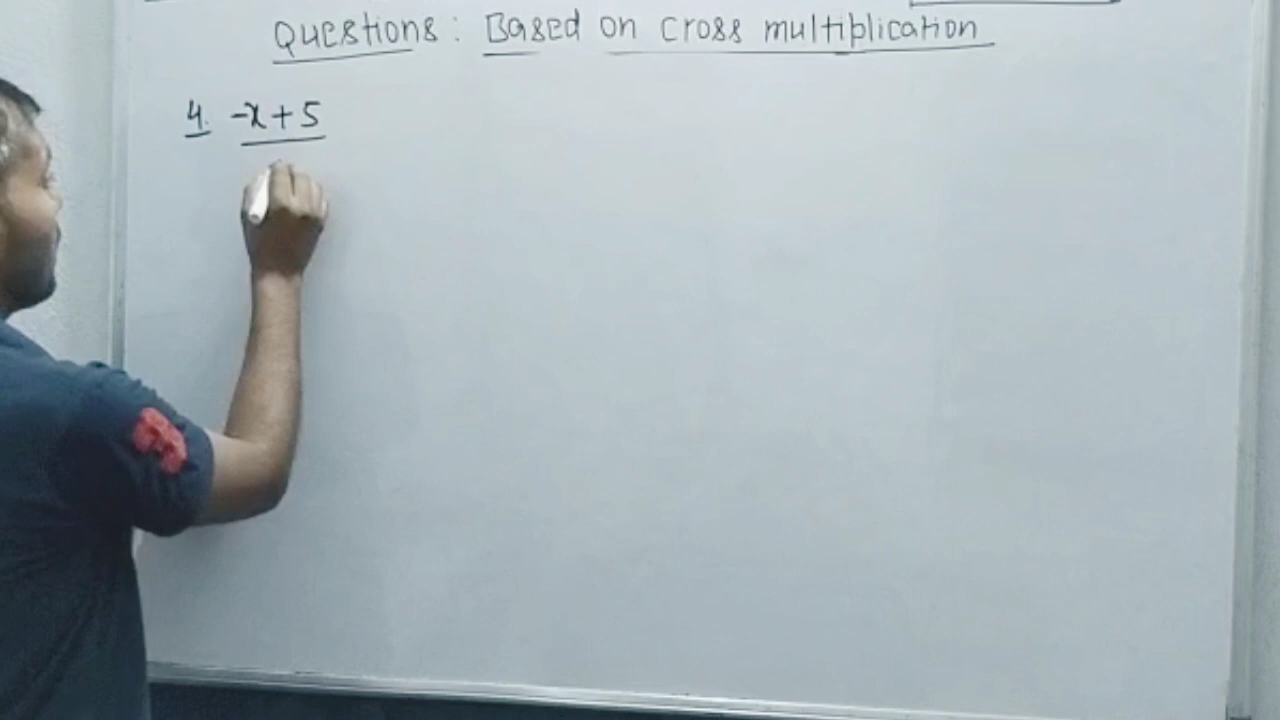 Questions : Based on cross multiplication
4. -x + 5